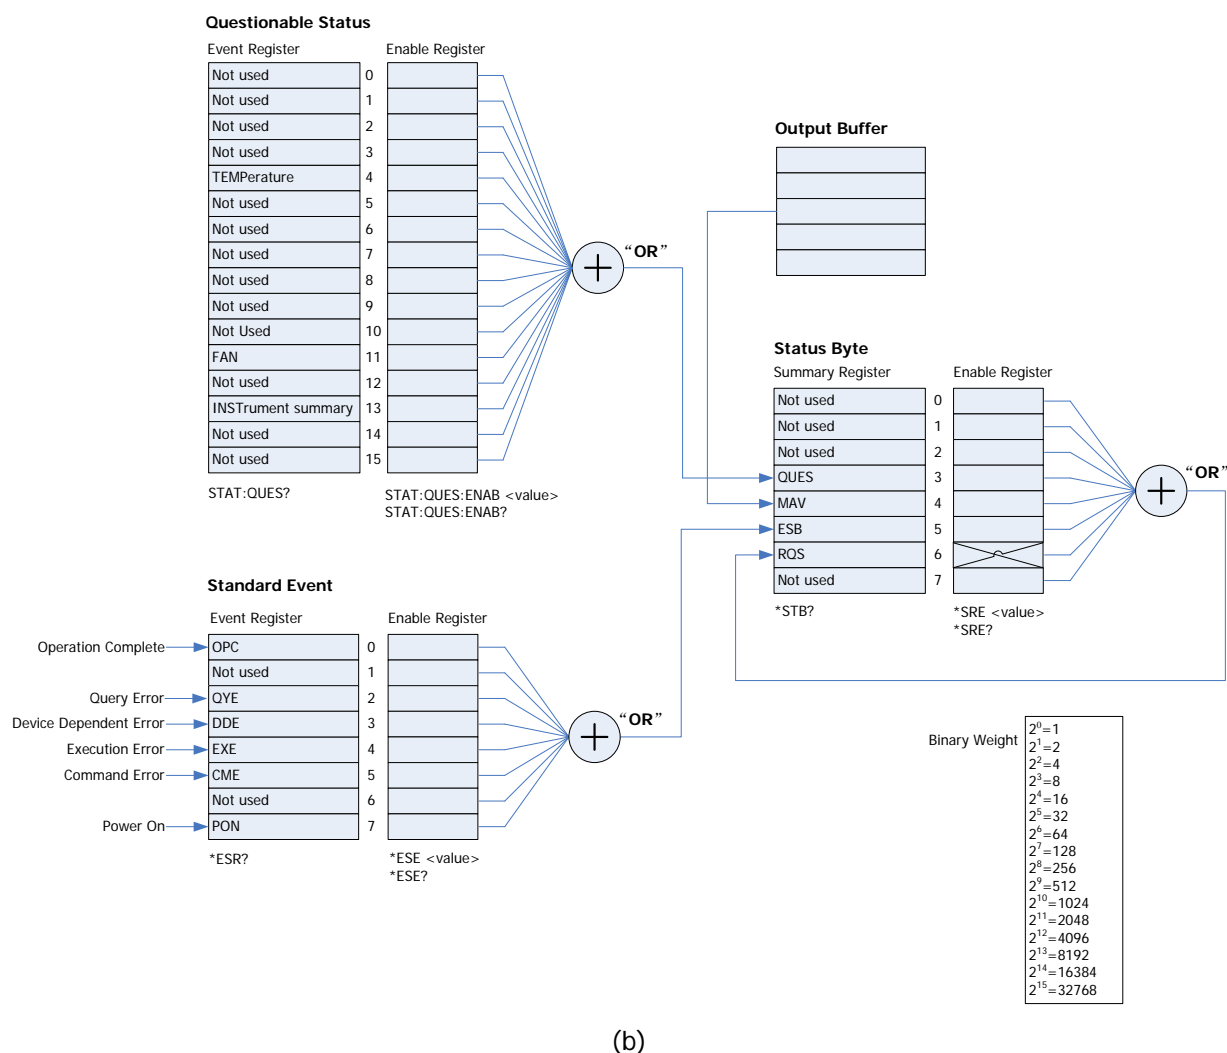 Questionable Status
Event Register
Enable Register
Not used 0
Not used 1
Not used 2
Not used 3
TEMPerature 4
Not used 5
Not used 6
Not used 7
Not used 8
Not used 9
Not Used 10
FAN 11
Not used 12
INSTrument summary 13
Not used 14
Not used 15
STAT:QUES?
STAT:QUES:ENAB <value>
STAT:QUES:ENAB?
+
“OR”
Output Buffer
Status Byte
Summary Register
Enable Register
Not used 0
Not used 1
Not used 2
QUES 3
MAV 4
ESB 5
RQS 6
Not used 7
*STB?
*SRE <value>
*SRE?
+
“OR”
Standard Event
Event Register
Enable Register
Operation Complete OPC 0
Not used 1
Query Error QYE 2
Device Dependent Error DDE 3
Execution Error EXE 4
Command Error CME 5
Not used 6
Power On PON 7
*ESR?
*ESE <value>
*ESE?
+
“OR”
Binary Weight
2⁰=1
2¹=2
2²=4
2³=8
2⁴=16
2⁵=32
2⁶=64
2⁷=128
2⁸=256
2⁹=512
2¹⁰=1024
2¹¹=2048
2¹²=4096
2¹³=8192
2¹⁴=16384
2¹⁵=32768
(b)